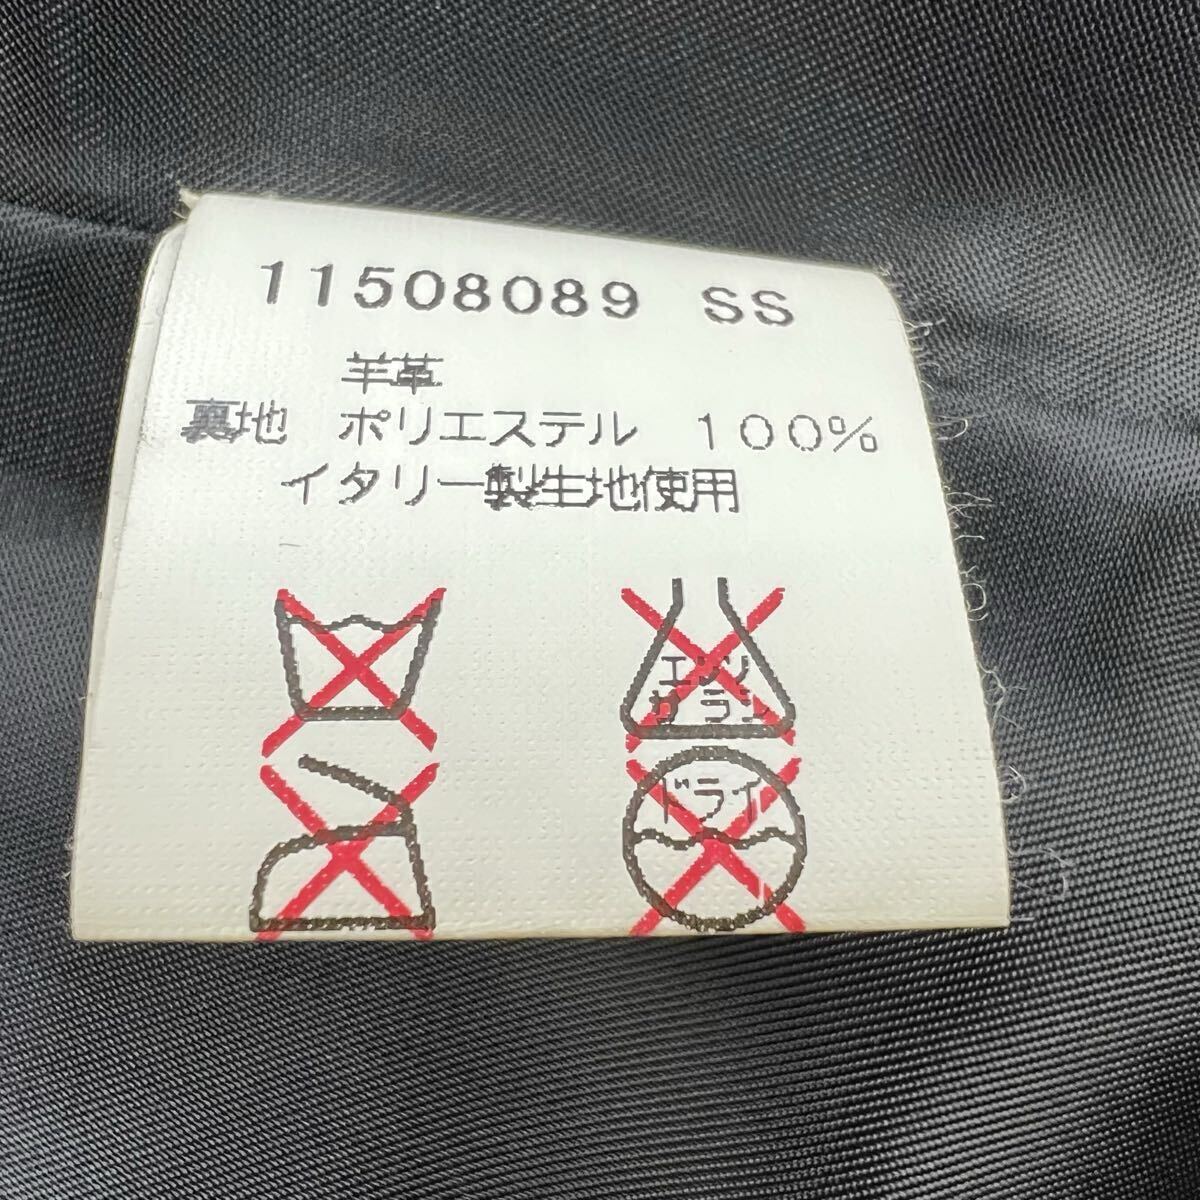 11508089 SS
羊革
裏地 ポリエステル 100%
イタリー製生地使用
エンソ
サラシ
ドライ